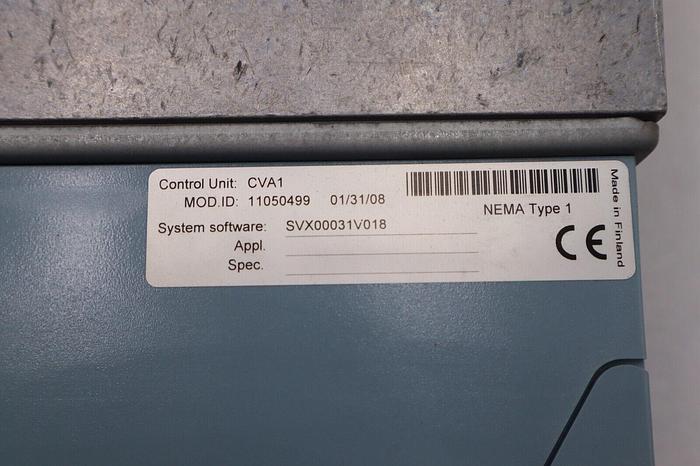 Control Unit: CVA1
MOD.ID: 11050499 01/31/08
NEMA Type 1
System software: SVX00031V018
Appl.
Spec.
CE
Made in Finland